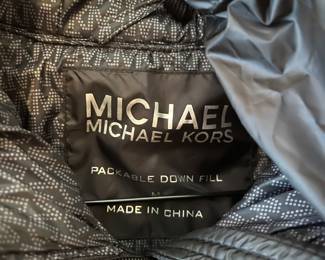 MICHAEL
MICHAEL KORS
PACKABLE DOWN FILL
M
MADE IN CHINA